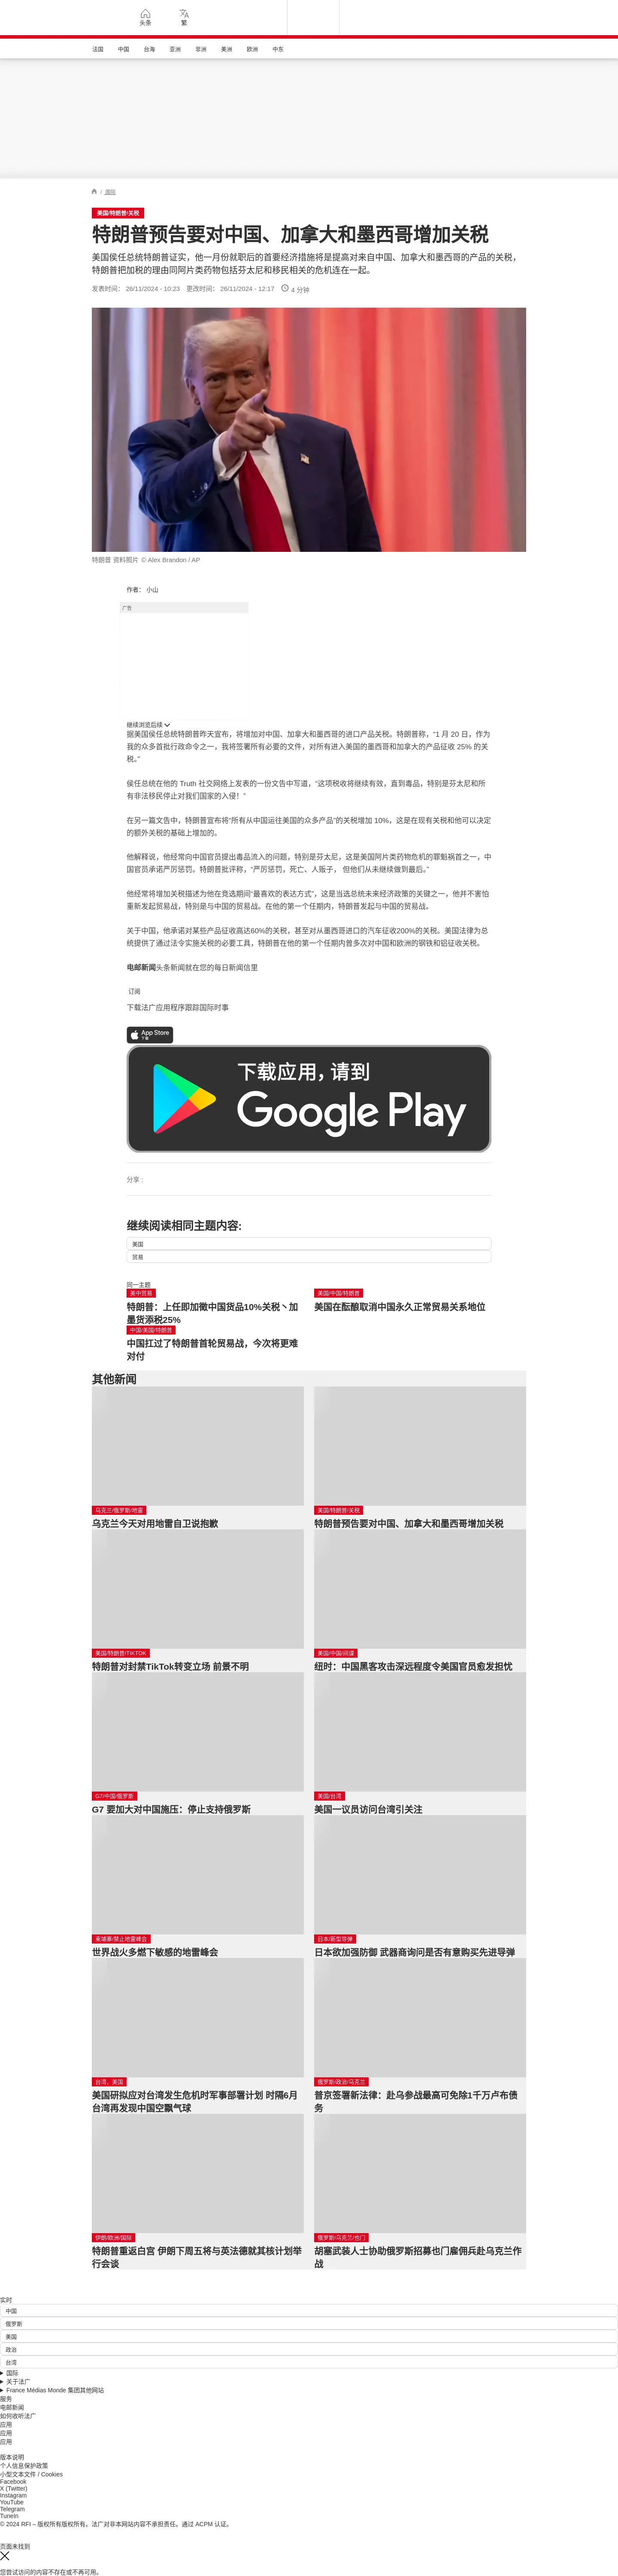 头条
繁
法国
中国
台海
亚洲
非洲
美洲
欧洲
中东
/ 国际
美国/特朗普/关税
特朗普预告要对中国、加拿大和墨西哥增加关税
美国侯任总统特朗普证实，他一月份就职后的首要经济措施将是提高对来自中国、加拿大和墨西哥的产品的关税，
特朗普把加税的理由同阿片类药物包括芬太尼和移民相关的危机连在一起。
发表时间： 26/11/2024 - 10:23 更改时间： 26/11/2024 - 12:17 4 分钟
特朗普 资料照片 © Alex Brandon / AP
作者： 小山
广告
继续浏览后续
据美国侯任总统特朗普昨天宣布，将增加对中国、加拿大和墨西哥的进口产品关税。特朗普称，"1 月 20 日，作为
我的众多首批行政命令之一，我将签署所有必要的文件，对所有进入美国的墨西哥和加拿大的产品征收 25% 的关
税。"
侯任总统在他的 Truth 社交网络上发表的一份文告中写道，"这项税收将继续有效，直到毒品，特别是芬太尼和所
有非法移民停止对我们国家的入侵！"
在另一篇文告中，特朗普宣布将"所有从中国运往美国的众多产品"的关税增加 10%，这是在现有关税和他可以决定
的额外关税的基础上增加的。
他解释说，他经常向中国官员提出毒品流入的问题，特别是芬太尼，这是美国阿片类药物危机的罪魁祸首之一，中
国官员承诺严厉惩罚。特朗普批评称，"严厉惩罚，死亡、人贩子， 但他们从未继续做到最后。"
他经常将增加关税描述为他在竞选期间"最喜欢的表达方式"，这是当选总统未来经济政策的关键之一，他并不害怕
重新发起贸易战，特别是与中国的贸易战。在他的第一个任期内，特朗普发起与中国的贸易战。
关于中国，他承诺对某些产品征收高达60%的关税，甚至对从墨西哥进口的汽车征收200%的关税。美国法律为总
统提供了通过法令实施关税的必要工具，特朗普在他的第一个任期内曾多次对中国和欧洲的钢铁和铝征收关税。
电邮新闻头条新闻就在您的每日新闻信里
订阅
下载法广应用程序跟踪国际时事
App Store
下载
下载应用，请到
Google Play
分享 :
继续阅读相同主题内容:
美国
贸易
同一主题
美中贸易
特朗普：上任即加徵中国货品10%关税丶加
墨货添税25%
美国/中国/特朗普
美国在酝酿取消中国永久正常贸易关系地位
中国/美国/特朗普
中国扛过了特朗普首轮贸易战，今次将更难
对付
其他新闻
乌克兰/俄罗斯/地雷
乌克兰今天对用地雷自卫说抱歉
美国/特朗普/关税
特朗普预告要对中国、加拿大和墨西哥增加关税
美国/特朗普/TIKTOK
特朗普对封禁TikTok转变立场 前景不明
美国/中国/间谍
纽时：中国黑客攻击深远程度令美国官员愈发担忧
G7/中国/俄罗斯
G7 要加大对中国施压：停止支持俄罗斯
美国/台湾
美国一议员访问台湾引关注
柬埔寨/禁止地雷峰会
世界战火多燃下敏感的地雷峰会
日本/新型导弹
日本欲加强防御 武器商询问是否有意购买先进导弹
台湾，美国
美国研拟应对台湾发生危机时军事部署计划 时隔6月
台湾再发现中国空飘气球
俄罗斯/政治/乌克兰
普京签署新法律：赴乌参战最高可免除1千万卢布债
务
伊朗/欧洲/国际
特朗普重返白宫 伊朗下周五将与英法德就其核计划举
行会谈
俄罗斯/乌克兰/也门
胡塞武装人士协助俄罗斯招募也门雇佣兵赴乌克兰作
战
实时
中国
俄罗斯
美国
政治
台湾
国际
关于法广
France Médias Monde 集团其他网站
服务
电邮新闻
如何收听法广
应用
应用
应用
版本说明
个人信息保护政策
小型文本文件 / Cookies
Facebook
X (Twitter)
Instagram
YouTube
Telegram
TuneIn
© 2024 RFI – 版权所有版权所有。法广对非本网站内容不承担责任。通过 ACPM 认证。
页面未找到
您尝试访问的内容不存在或不再可用。